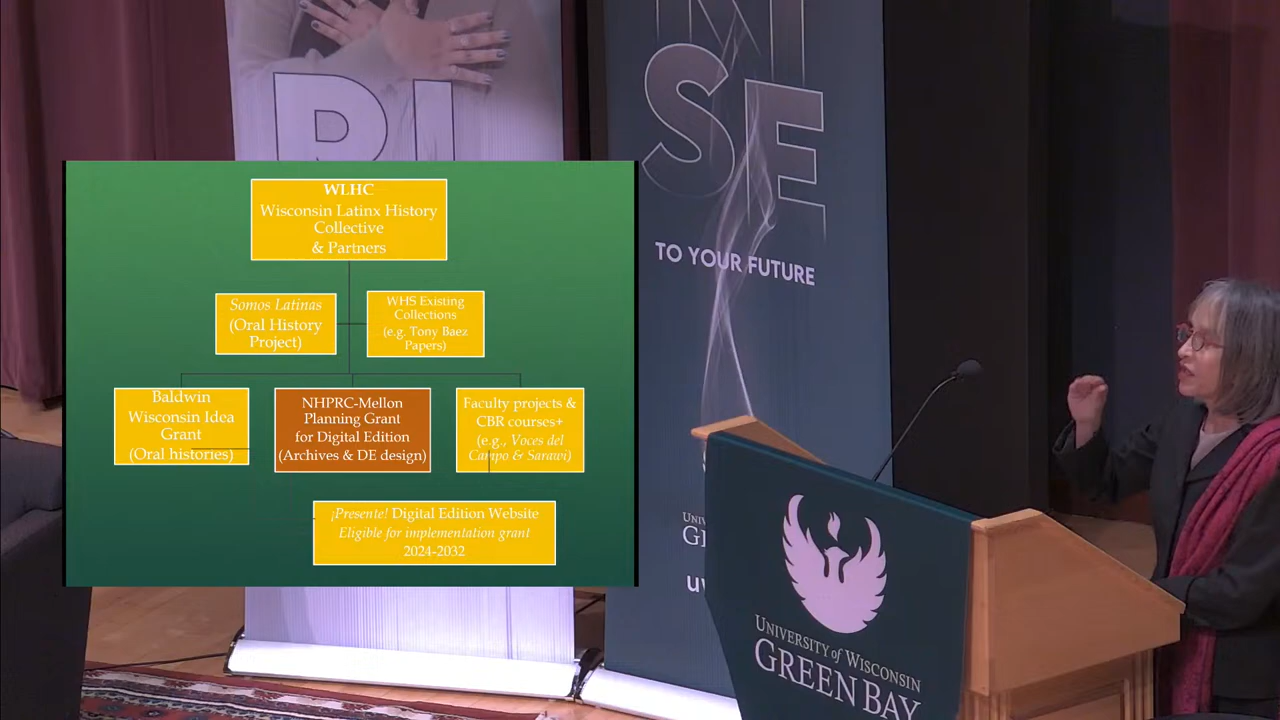 RI
RI
SE
TO YOUR FUTURE
WLHC
Wisconsin Latinx History
Collective
& Partners
Somos Latinas
(Oral History
Project)
WHS Existing
Collections
(e.g. Tony Baez
Papers)
Baldwin
Wisconsin Idea
Grant
(Oral histories)
NHPRC-Mellon
Planning Grant
for Digital Edition
(Archives & DE design)
Faculty projects &
CBR courses+
(e.g., Voces del
Campo & Sarawi)
¡Presente! Digital Edition Website
Eligible for implementation grant
2024-2032
UNIVERSITY of WISCONSIN
GREEN BAY